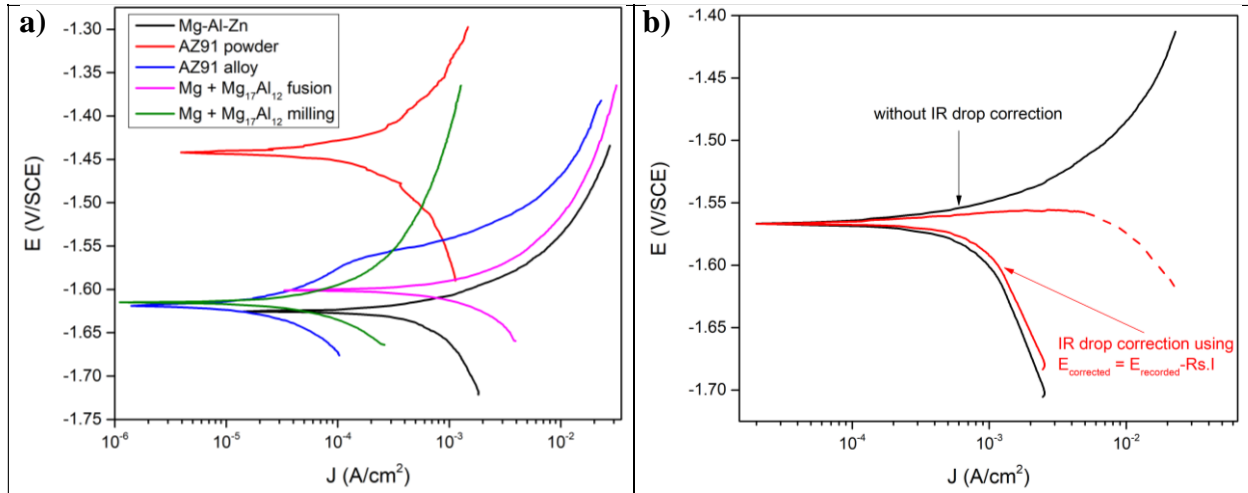 a)
Mg-Al-Zn
AZ91 powder
AZ91 alloy
Mg + Mg₁₇Al₁₂ fusion
Mg + Mg₁₇Al₁₂ milling
E (V/SCE)
-1.30
-1.35
-1.40
-1.45
-1.50
-1.55
-1.60
-1.65
-1.70
-1.75
10⁻⁶ 10⁻⁵ 10⁻⁴ 10⁻³ 10⁻²
J (A/cm²)
b)
E (V/SCE)
-1.40
-1.45
-1.50
-1.55
-1.60
-1.65
-1.70
without IR drop correction
IR drop correction using
E_corrected = E_recorded-Rs.I
10⁻⁴ 10⁻³ 10⁻²
J (A/cm²)